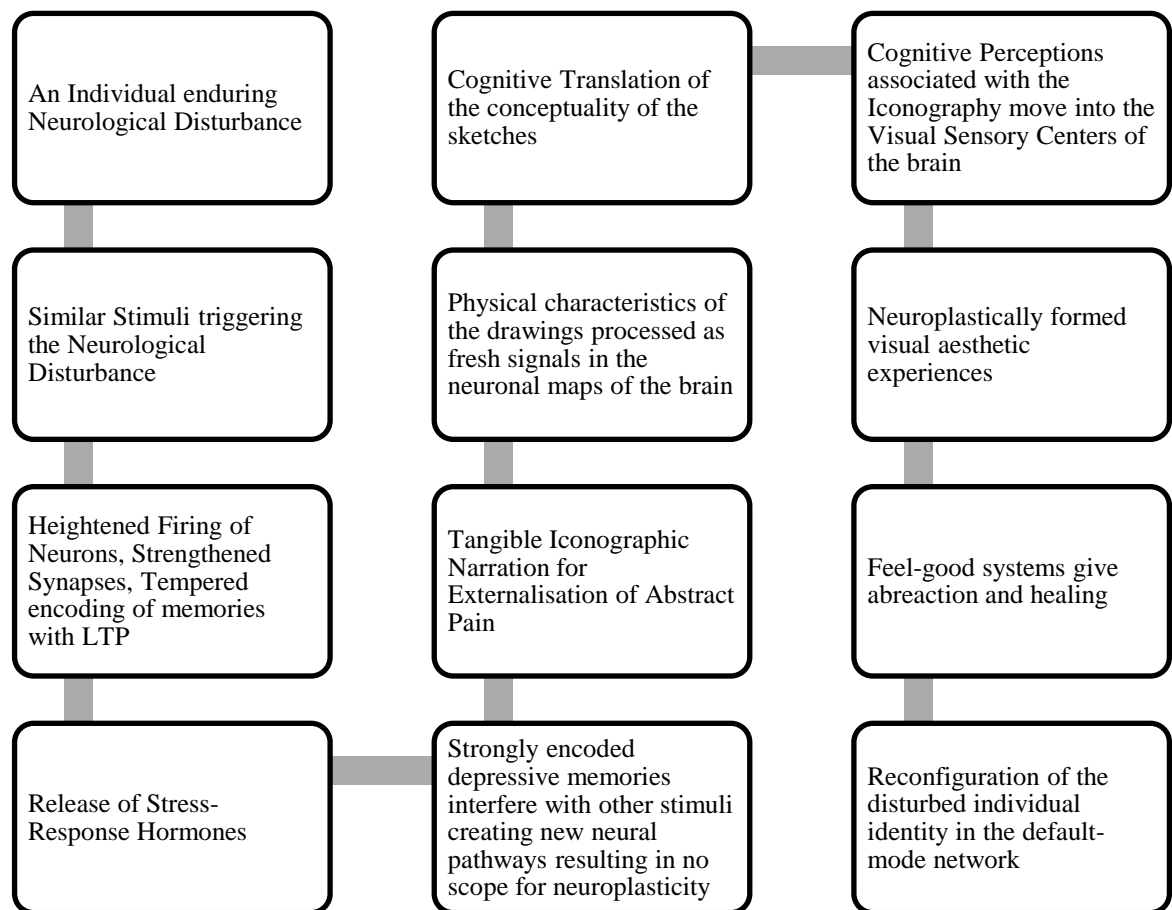 An Individual enduring
Neurological Disturbance
Similar Stimuli triggering
the Neurological
Disturbance
Heightened Firing of
Neurons, Strengthened
Synapses, Tempered
encoding of memories
with LTP
Release of Stress-
Response Hormones
Strongly encoded
depressive memories
interfere with other stimuli
creating new neural
pathways resulting in no
scope for neuroplasticity
Tangible Iconographic
Narration for
Externalisation of Abstract
Pain
Physical characteristics of
the drawings processed as
fresh signals in the
neuronal maps of the brain
Cognitive Translation of
the conceptuality of the
sketches
Cognitive Perceptions
associated with the
Iconography move into the
Visual Sensory Centers of
the brain
Neuroplastically formed
visual aesthetic
experiences
Feel-good systems give
abreaction and healing
Reconfiguration of the
disturbed individual
identity in the default-
mode network